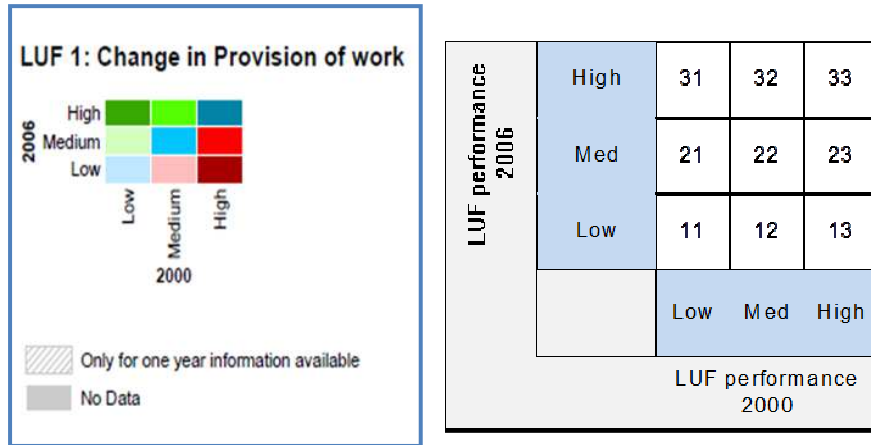 LUF 1: Change in Provision of work
2006
High
Medium
Low
Low Medium High
2000
Only for one year information available
No Data
LUF performance
2006
High 31 32 33
Med 21 22 23
Low 11 12 13
Low Med High
LUF performance
2000